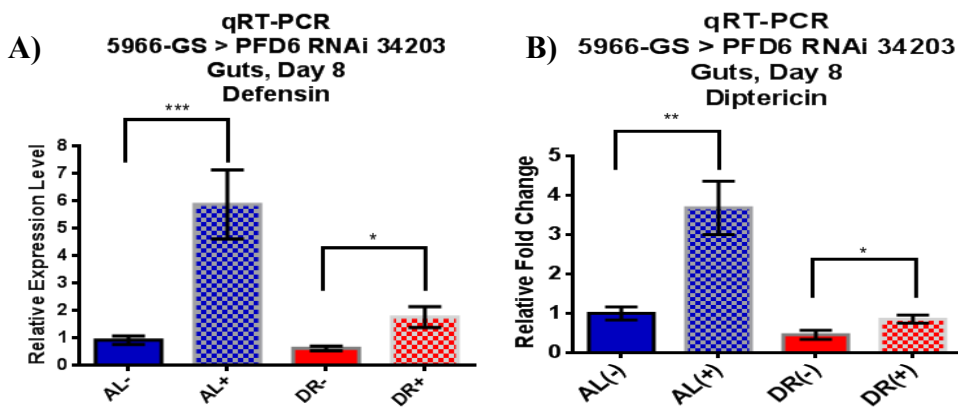 A)
qRT-PCR
5966-GS > PFD6 RNAi 34203
Guts, Day 8
Defensin
***
*
Relative Expression Level
8
7
6
5
4
3
2
1
0
AL-
AL+
DR-
DR+
B)
qRT-PCR
5966-GS > PFD6 RNAi 34203
Guts, Day 8
Diptericin
**
*
Relative Fold Change
5
4
3
2
1
0
AL(-)
AL(+)
DR(-)
DR(+)